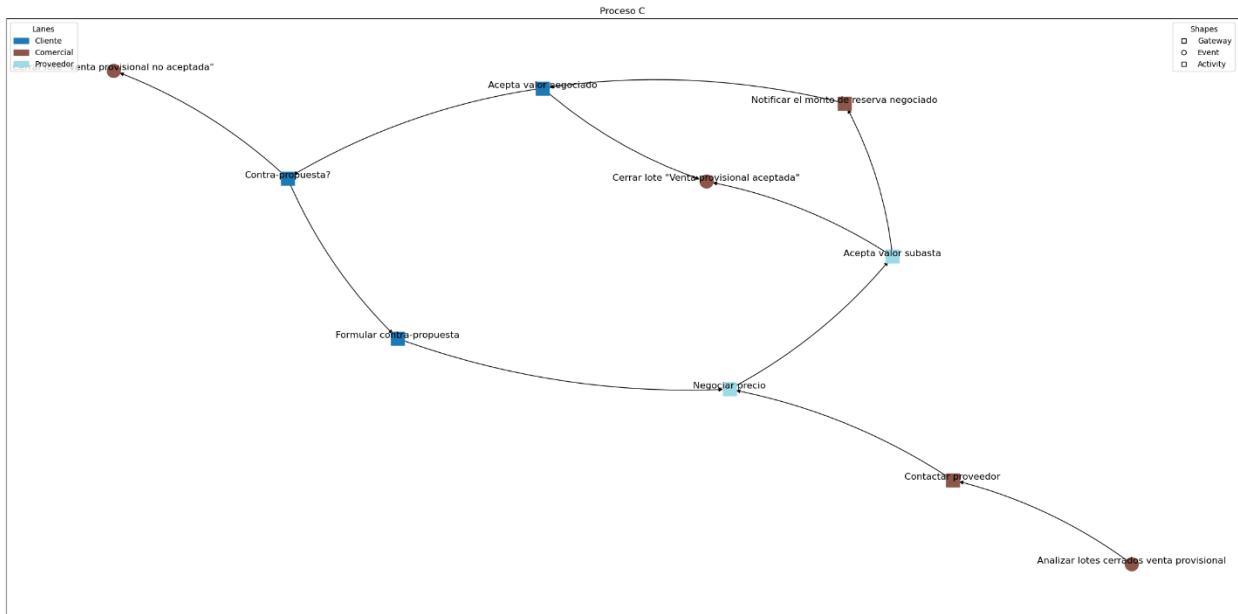 Proceso C
Lanes
Cliente
Comercial
Proveedor
Shapes
Gateway
Event
Activity
venta provisional no aceptada"
Acepta valor negociado
Notificar el monto de reserva negociado
Contra-propuesta?
Cerrar lote "Venta provisional aceptada"
Acepta valor subasta
Formular contra-propuesta
Negociar precio
Contactar proveedor
Analizar lotes cerrados venta provisional